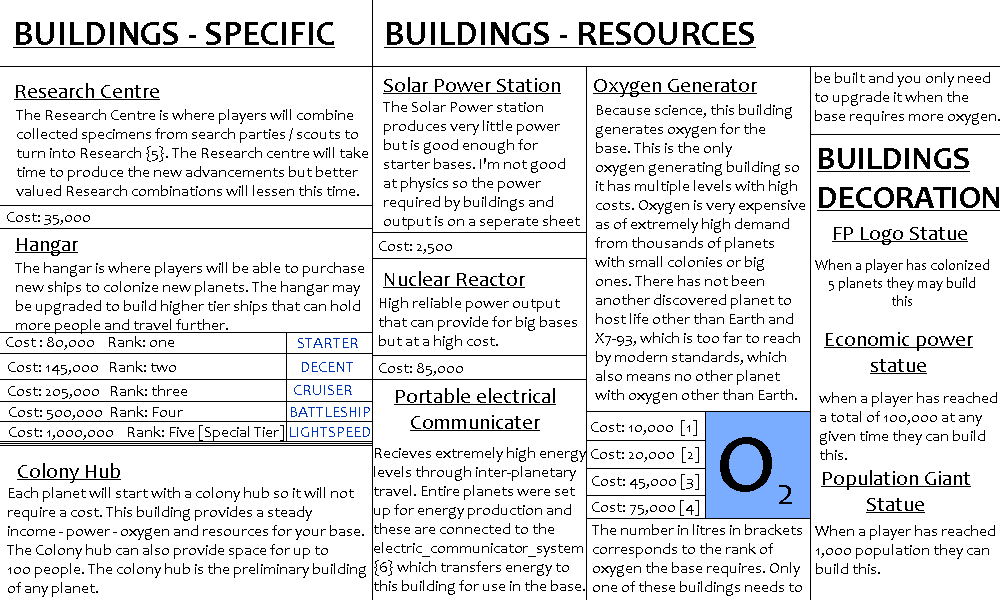 BUILDINGS - SPECIFIC
Research Centre
The Research Centre is where players will combine
collected specimens from search parties / scouts to
turn into Research {5}. The Research centre will take
time to produce the new advancements but better
valued Research combinations will lessen this time.
Cost: 35,000
Hangar
The hangar is where players will be able to purchase
new ships to colonize new planets. The hangar may
be upgraded to build higher tier ships that can hold
more people and travel further.
Cost : 80,000 Rank: one STARTER
Cost: 145,000 Rank: two DECENT
Cost: 205,000 Rank: three CRUISER
Cost: 500,000 Rank: Four BATTLESHIP
Cost: 1,000,000 Rank: Five [Special Tier] LIGHTSPEED
Colony Hub
Each planet will start with a colony hub so it will not
require a cost. This building provides a steady
income - power - oxygen and resources for your base.
The Colony hub can also provide space for up to
100 people. The colony hub is the preliminary building
of any planet.
BUILDINGS - RESOURCES
Solar Power Station
The Solar Power station
produces very little power
but is good enough for
starter bases. I'm not good
at physics so the power
required by buildings and
output is on a seperate sheet
Cost: 2,500
Nuclear Reactor
High reliable power output
that can provide for big bases
but at a high cost.
Cost: 85,000
Portable electrical
Communicater
Recieves extremely high energy
levels through inter-planetary
travel. Entire planets were set
up for energy production and
these are connected to the
electric_communicator_system
{6} which transfers energy to
this building for use in the base.
Oxygen Generator
Because science, this building
generates oxygen for the
base. This is the only
oxygen generating building so
it has multiple levels with high
costs. Oxygen is very expensive
as of extremely high demand
from thousands of planets
with small colonies or big
ones. There has not been
another discovered planet to
host life other than Earth and
X7-93, which is too far to reach
by modern standards, which
also means no other planet
with oxygen other than Earth.
Cost: 10,000 [1]
Cost: 20,000 [2]
Cost: 45,000 [3]
Cost: 75,000 [4]
O2
The number in litres in brackets
corresponds to the rank of
oxygen the base requires. Only
one of these buildings needs to
be built and you only need
to upgrade it when the
base requires more oxygen.
BUILDINGS
DECORATION
FP Logo Statue
When a player has colonized
5 planets they may build
this
Economic power
statue
when a player has reached
a total of 100,000 at any
given time they can build
this.
Population Giant
Statue
When a player has reached
1,000 population they can
build this.